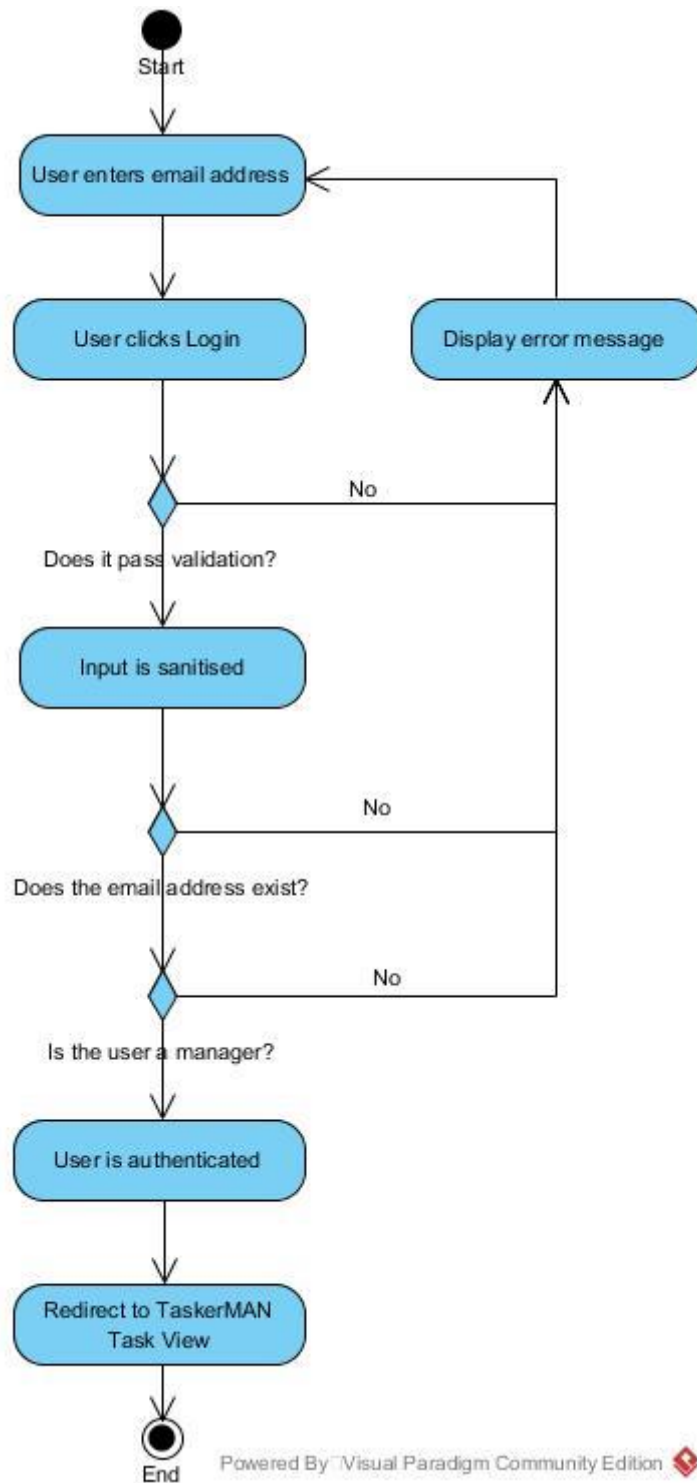 Start
User enters email address
User clicks Login
Display error message
No
Does it pass validation?
Input is sanitised
No
Does the email address exist?
No
Is the user a manager?
User is authenticated
Redirect to TaskerMAN
Task View
End
Powered By Visual Paradigm Community Edition